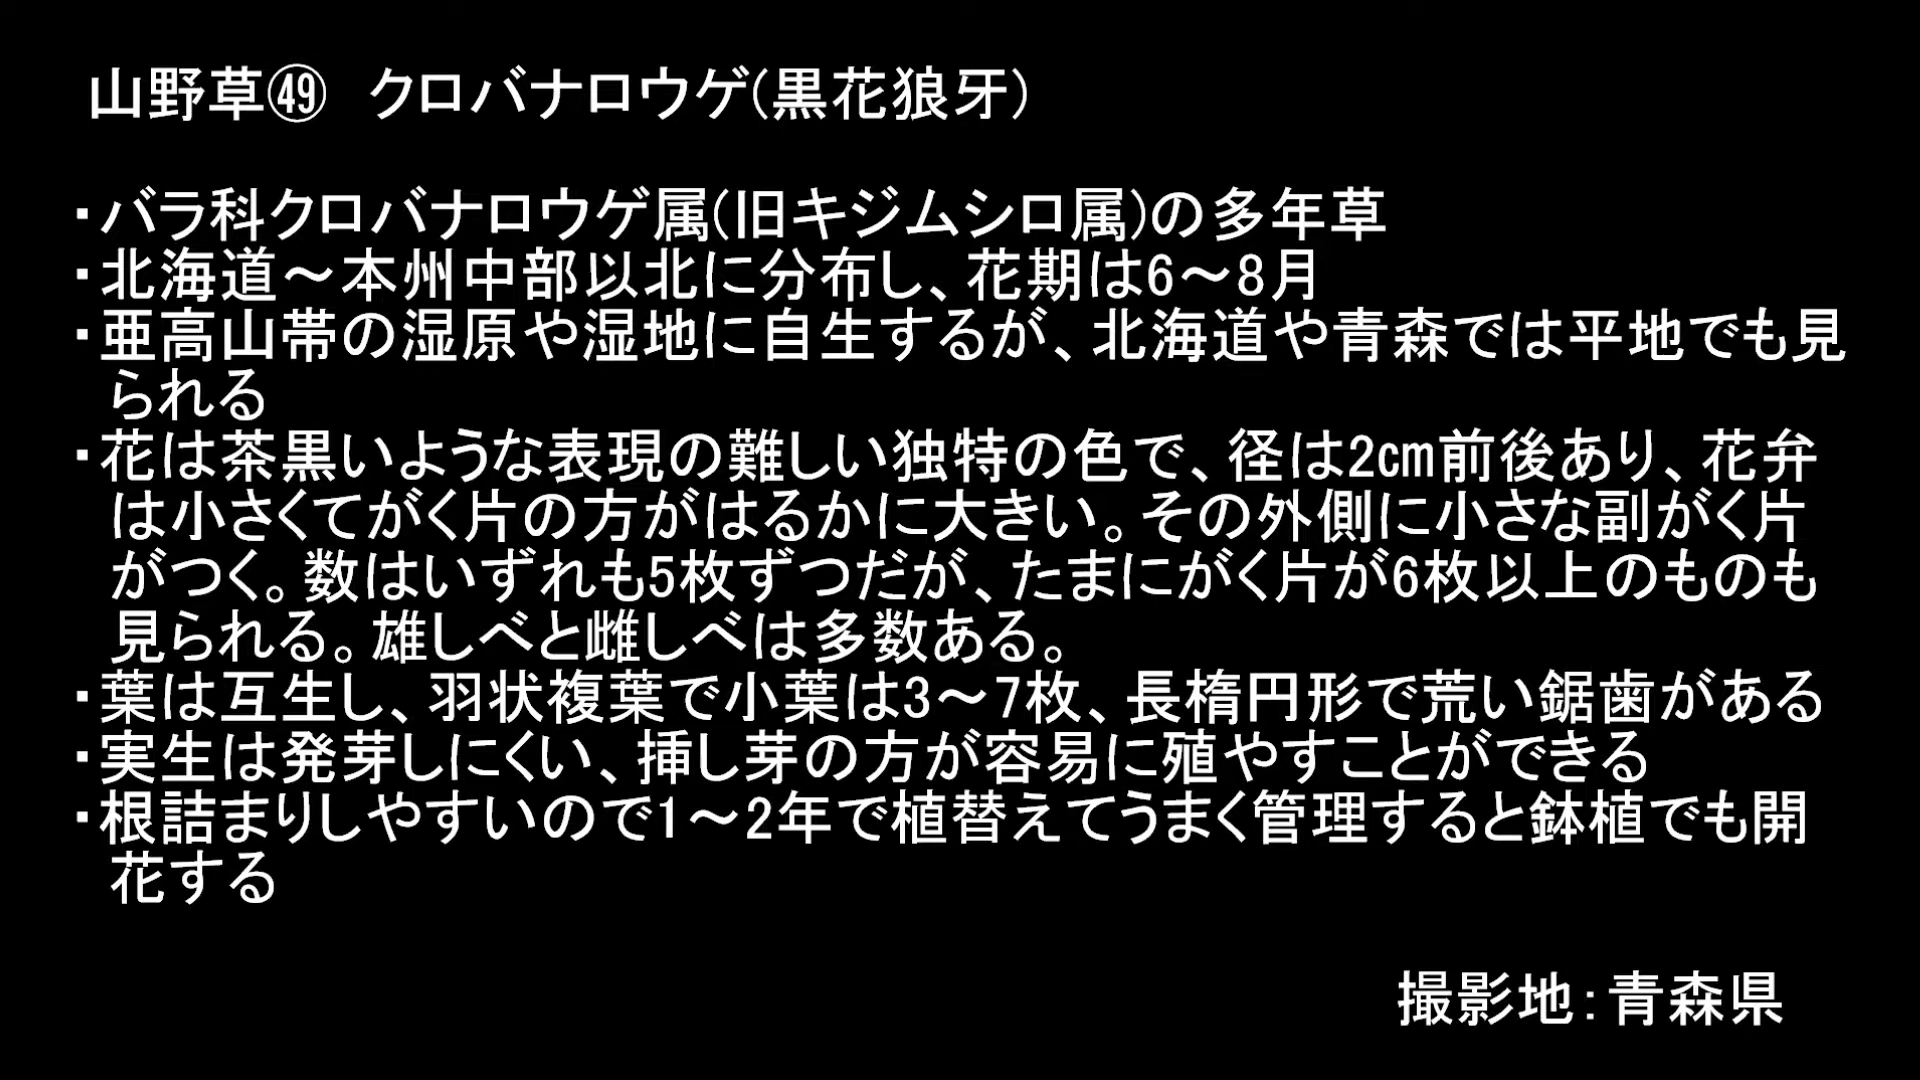 山野草㊾　クロバナロウゲ(黒花狼牙)
・バラ科クロバナロウゲ属(旧キジムシロ属)の多年草
・北海道～本州中部以北に分布し、花期は6～8月
・亜高山帯の湿原や湿地に自生するが、北海道や青森では平地でも見
られる
・花は茶黒いような表現の難しい独特の色で、径は2㎝前後あり、花弁
は小さくてがく片の方がはるかに大きい。その外側に小さな副がく片
がつく。数はいずれも5枚ずつだが、たまにがく片が6枚以上のものも
見られる。雄しべと雌しべは多数ある。
・葉は互生し、羽状複葉で小葉は3～7枚、長楕円形で荒い鋸歯がある
・実生は発芽しにくい、挿し芽の方が容易に殖やすことができる
・根詰まりしやすいので1～2年で植替えてうまく管理すると鉢植でも開
花する
撮影地：青森県